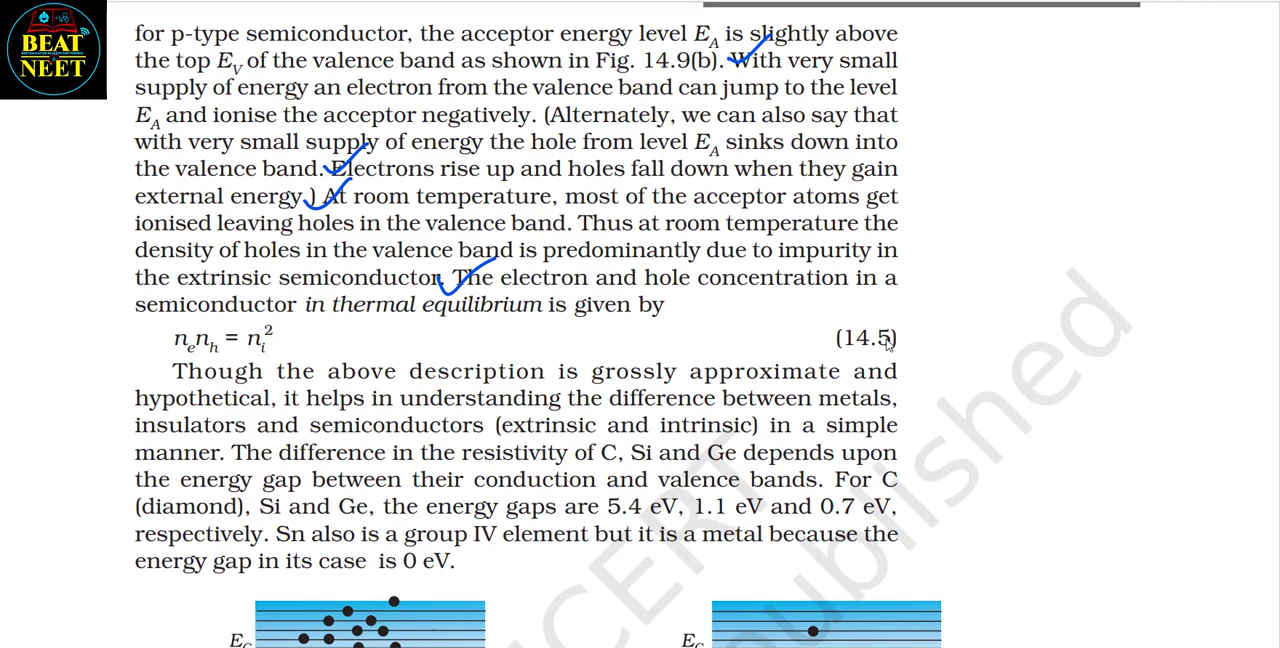 BEAT
NEET
for p-type semiconductor, the acceptor energy level E_A is slightly above
the top E_V of the valence band as shown in Fig. 14.9(b). With very small
supply of energy an electron from the valence band can jump to the level
E_A and ionise the acceptor negatively. (Alternately, we can also say that
with very small supply of energy the hole from level E_A sinks down into
the valence band. Electrons rise up and holes fall down when they gain
external energy.) At room temperature, most of the acceptor atoms get
ionised leaving holes in the valence band. Thus at room temperature the
density of holes in the valence band is predominantly due to impurity in
the extrinsic semiconductor. The electron and hole concentration in a
semiconductor in thermal equilibrium is given by
n_e n_h = n_i^2 (14.5)
Though the above description is grossly approximate and
hypothetical, it helps in understanding the difference between metals,
insulators and semiconductors (extrinsic and intrinsic) in a simple
manner. The difference in the resistivity of C, Si and Ge depends upon
the energy gap between their conduction and valence bands. For C
(diamond), Si and Ge, the energy gaps are 5.4 eV, 1.1 eV and 0.7 eV,
respectively. Sn also is a group IV element but it is a metal because the
energy gap in its case is 0 eV.
E_C E_C
NCERT
published